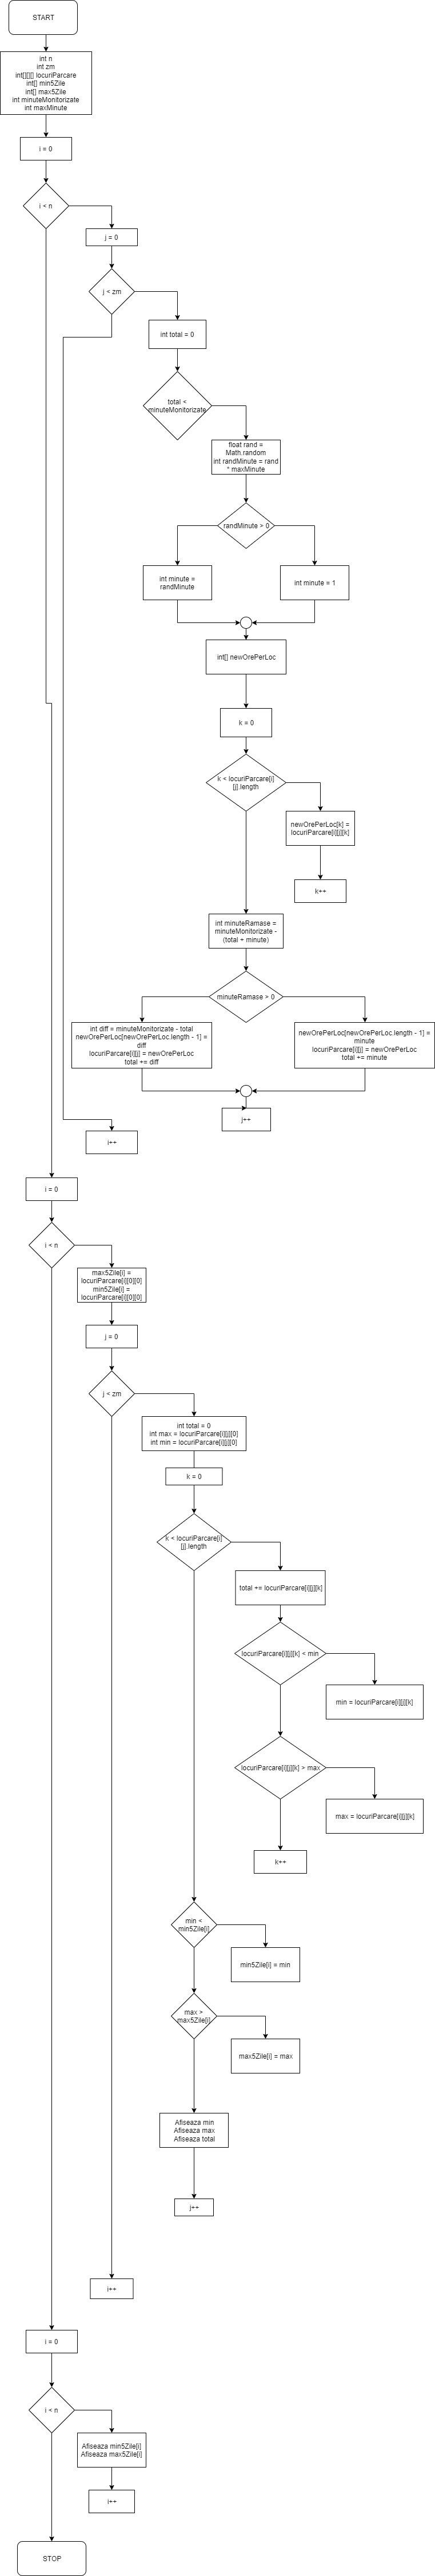 START
int n
int zm
int[][][] locuriParcare
int[] min5Zile
int[] max5Zile
int minuteMonitorizate
int maxMinute
i = 0
i < n
j = 0
j < zm
int total = 0
total <
minuteMonitorizate
float rand =
Math.random
int randMinute = rand
* maxMinute
randMinute > 0
int minute =
randMinute
int minute = 1
int[] newOrePerLoc
k = 0
k < locuriParcare[i]
[j].length
newOrePerLoc[k] =
locuriParcare[i][j][k]
k++
int minuteRamase =
minuteMonitorizate -
(total + minute)
minuteRamase > 0
int diff = minuteMonitorizate - total
newOrePerLoc[newOrePerLoc.length - 1] =
diff
locuriParcare[i][j] = newOrePerLoc
total += diff
newOrePerLoc[newOrePerLoc.length - 1] =
minute
locuriParcare[i][j] = newOrePerLoc
total += minute
j++
i++
i = 0
i < n
max5Zile[i] =
locuriParcare[i][0][0]
min5Zile[i] =
locuriParcare[i][0][0]
j = 0
j < zm
int total = 0
int max = locuriParcare[i][j][0]
int min = locuriParcare[i][j][0]
k = 0
k < locuriParcare[i]
[j].length
total += locuriParcare[i][j][k]
locuriParcare[i][j][k] < min
min = locuriParcare[i][j][k]
locuriParcare[i][j][k] > max
max = locuriParcare[i][j][k]
k++
min <
min5Zile[i]
min5Zile[i] = min
max >
max5Zile[i]
max5Zile[i] = max
Afiseaza min
Afiseaza max
Afiseaza total
j++
i++
i = 0
i < n
Afiseaza min5Zile[i]
Afiseaza max5Zile[i]
i++
STOP